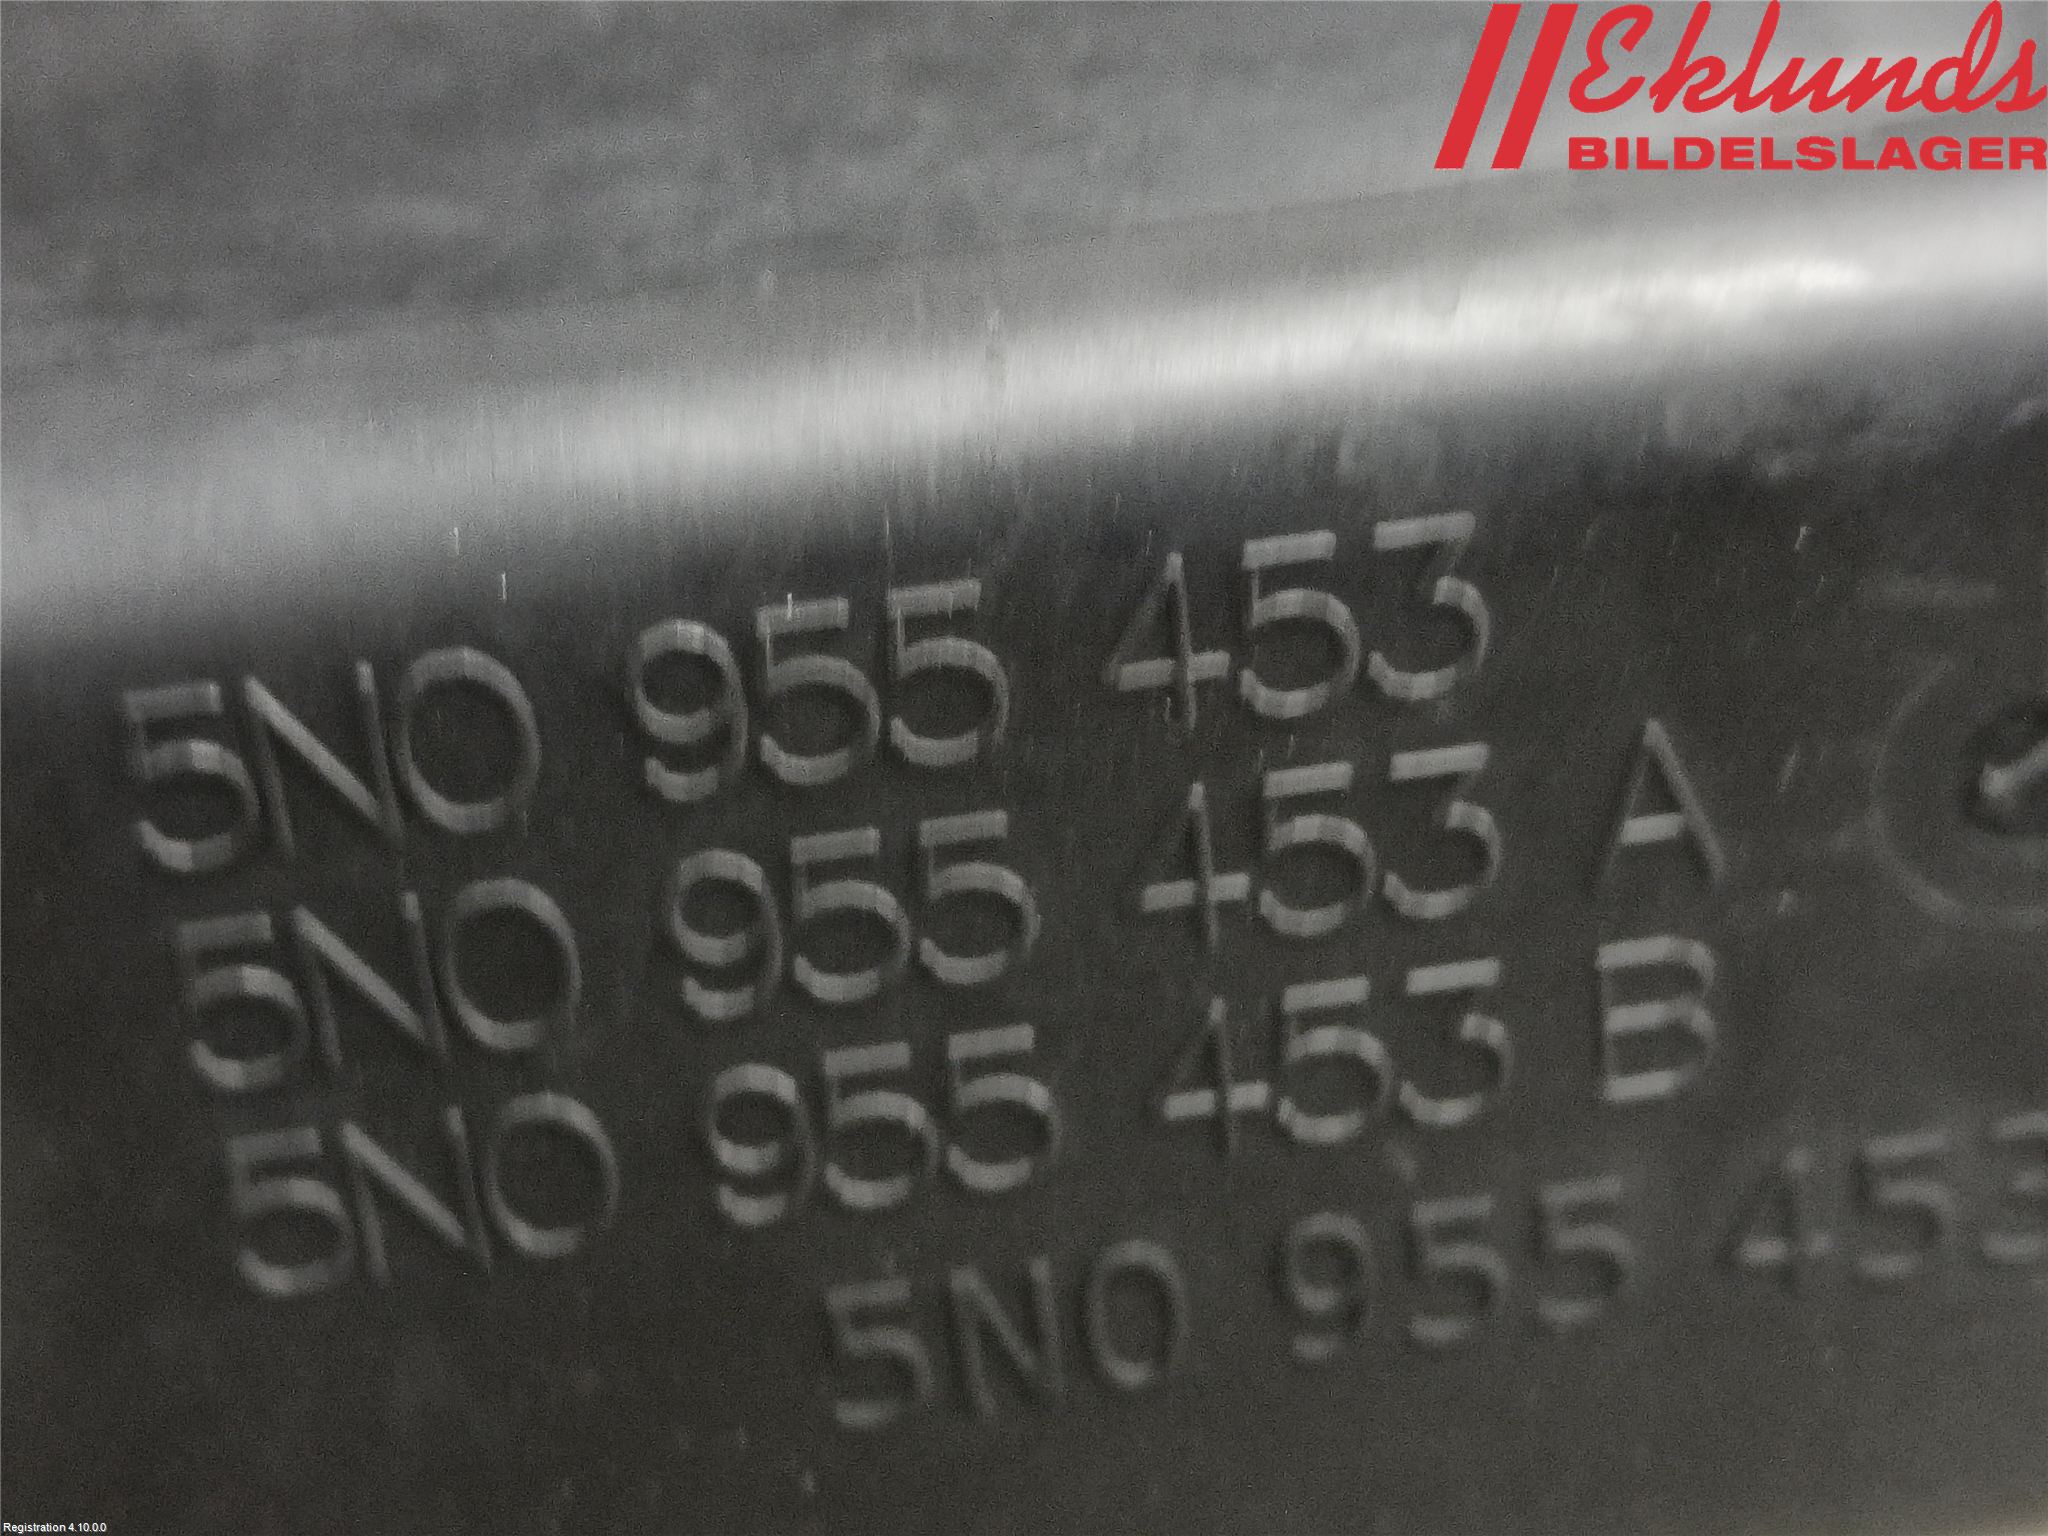 Eklunds
BILDELSLAGER
5N0 955 453
5N0 955 453 A
5N0 955 453 B
5N0 955 453
Registration 4.10.0.0